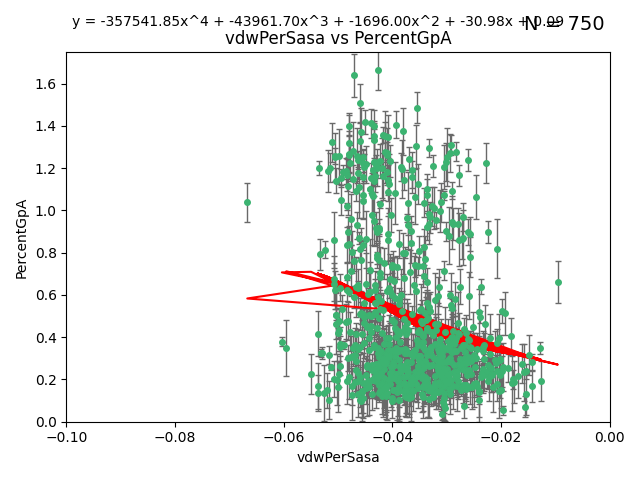 y = -357541.85x^4 + -43961.70x^3 + -1696.00x^2 + -30.98x + 0.09
N = 750
vdwPerSasa vs PercentGpA
PercentGpA
1.6
1.4
1.2
1.0
0.8
0.6
0.4
0.2
0.0
−0.10 −0.08 −0.06 −0.04 −0.02 0.00
vdwPerSasa